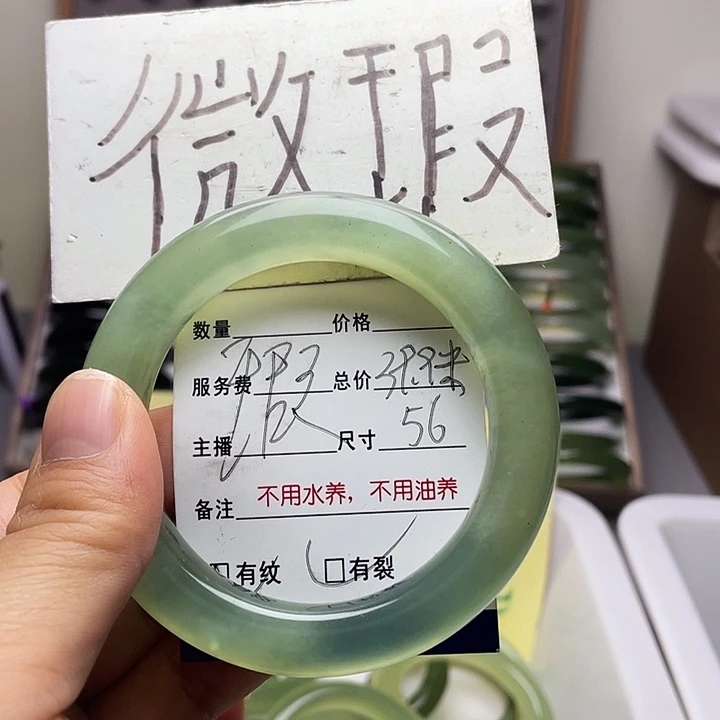 微瑕
数量 价格
服务费 总价
主播 瑕 尺寸 56
备注 不用水养，不用油养
□有纹 □有裂